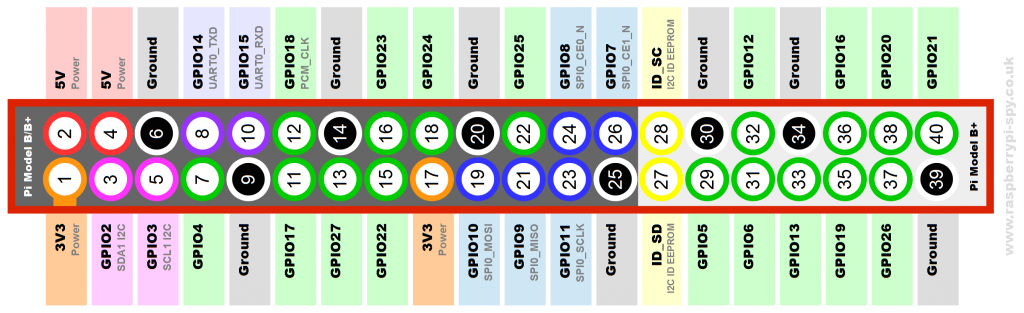 5V
Power
5V
Power
Ground
GPIO14
UART0_TXD
GPIO15
UART0_RXD
GPIO18
PCM_CLK
Ground
GPIO23
GPIO24
Ground
GPIO25
GPIO8
SPI0_CE0_N
GPIO7
SPI0_CE1_N
ID_SC
I2C ID EEPROM
Ground
GPIO12
Ground
GPIO16
GPIO20
GPIO21
Pi Model B/B+
2 4 6 8 10 12 14 16 18 20 22 24 26 28 30 32 34 36 38 40
1 3 5 7 9 11 13 15 17 19 21 23 25 27 29 31 33 35 37 39
Pi Model B+
3V3
Power
GPIO2
SDA1 I2C
GPIO3
SCL1 I2C
GPIO4
Ground
GPIO17
GPIO27
GPIO22
3V3
Power
GPIO10
SPI0_MOSI
GPIO9
SPI0_MISO
GPIO11
SPI0_SCLK
Ground
ID_SD
I2C ID EEPROM
GPIO5
GPIO6
GPIO13
GPIO19
GPIO26
Ground
www.raspberrypi-spy.co.uk